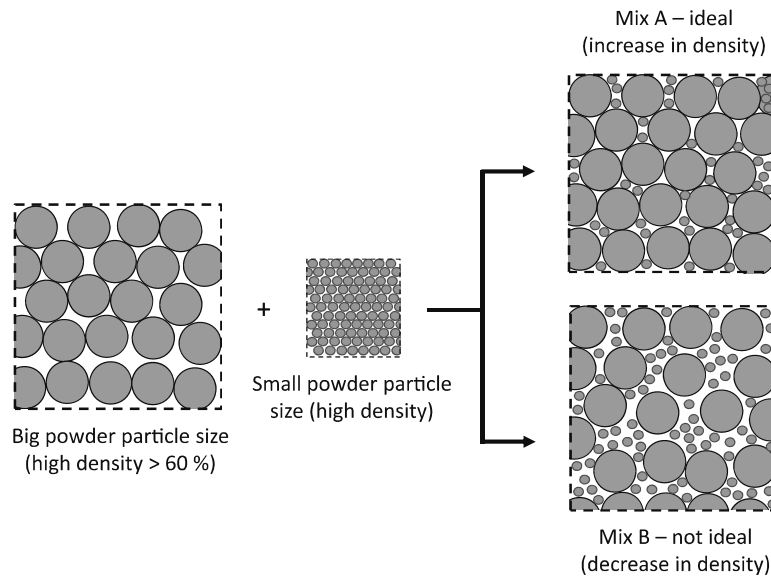 Mix A – ideal
(increase in density)
+
Small powder particle
size (high density)
Big powder particle size
(high density > 60 %)
Mix B – not ideal
(decrease in density)